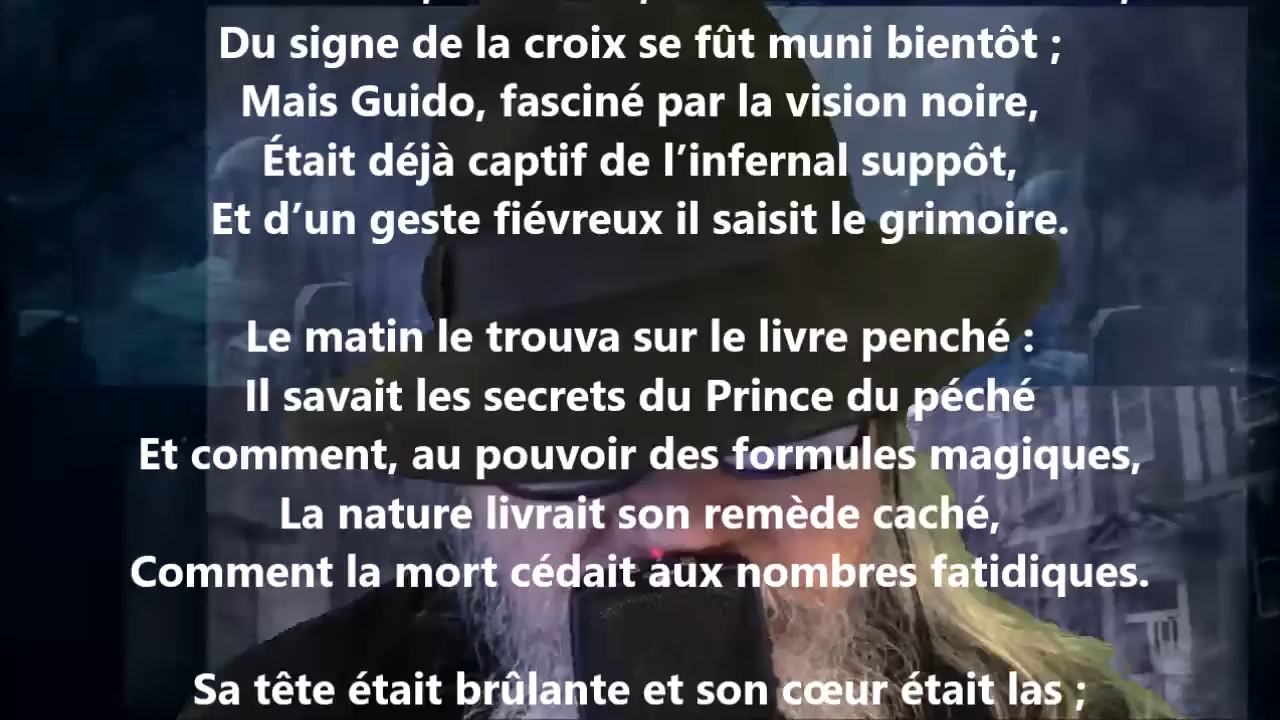 Du signe de la croix se fût muni bientôt ;
Mais Guido, fasciné par la vision noire,
Était déjà captif de l’infernal suppôt,
Et d’un geste fiévreux il saisit le grimoire.
Le matin le trouva sur le livre penché :
Il savait les secrets du Prince du péché
Et comment, au pouvoir des formules magiques,
La nature livrait son remède caché,
Comment la mort cédait aux nombres fatidiques.
Sa tête était brûlante et son cœur était las ;